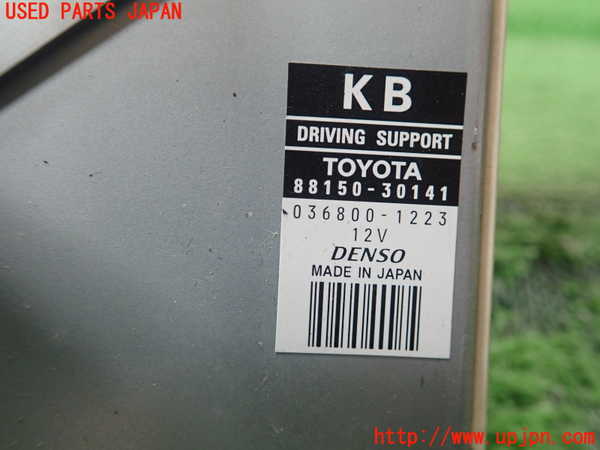 USED PARTS JAPAN
KB
DRIVING SUPPORT
TOYOTA
88150-30141
036800-1223
12V
DENSO
MADE IN JAPAN
http://www.upjpn.com/